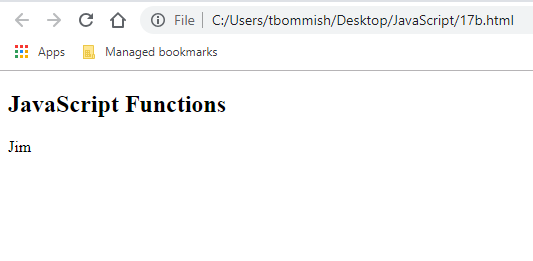 File C:/Users/tbommish/Desktop/JavaScript/17b.html
Apps Managed bookmarks
JavaScript Functions
Jim